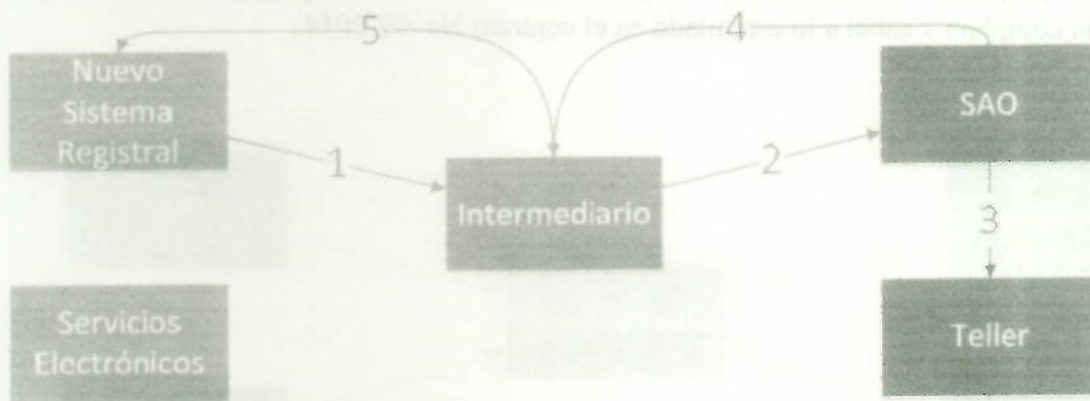 5
4
Nuevo
Sistema
Registral
SAO
1
2
Intermediario
3
Servicios
Electrónicos
Teller